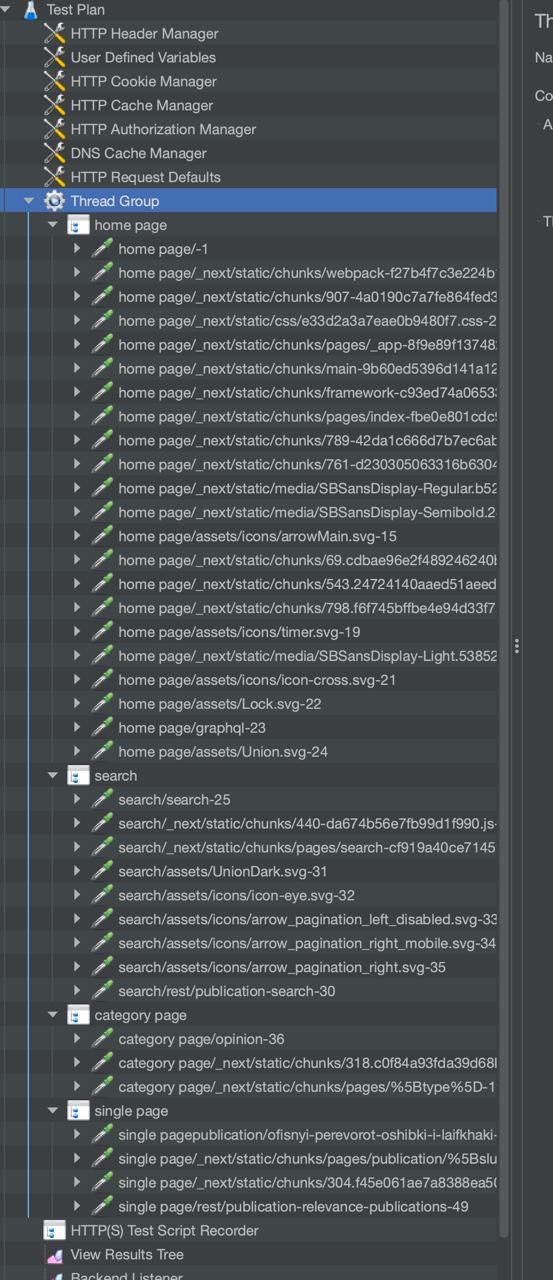 Test Plan
HTTP Header Manager
User Defined Variables
HTTP Cookie Manager
HTTP Cache Manager
HTTP Authorization Manager
DNS Cache Manager
HTTP Request Defaults
Thread Group
home page
home page/-1
home page/_next/static/chunks/webpack-f27b4f7c3e224b
home page/_next/static/chunks/907-4a0190c7a7fe864fed3
home page/_next/static/css/e33d2a3a7eae0b9480f7.css-2
home page/_next/static/chunks/pages/_app-8f9e89f13748
home page/_next/static/chunks/main-9b60ed5396d141a12
home page/_next/static/chunks/framework-c93ed74a0653
home page/_next/static/chunks/pages/index-fbe0e801cdc
home page/_next/static/chunks/789-42da1c666d7b7ec6ab
home page/_next/static/chunks/761-d230305063316b6304
home page/_next/static/media/SBSansDisplay-Regular.b52
home page/_next/static/media/SBSansDisplay-Semibold.2
home page/assets/icons/arrowMain.svg-15
home page/_next/static/chunks/69.cdbae96e2f489246240
home page/_next/static/chunks/543.24724140aaed51aeed
home page/_next/static/chunks/798.f6f745bffbe4e94d33f7
home page/assets/icons/timer.svg-19
home page/_next/static/media/SBSansDisplay-Light.53852
home page/assets/icons/icon-cross.svg-21
home page/assets/Lock.svg-22
home page/graphql-23
home page/assets/Union.svg-24
search
search/search-25
search/_next/static/chunks/440-da674b56e7fb99d1f990.js-
search/_next/static/chunks/pages/search-cf919a40ce7145
search/assets/UnionDark.svg-31
search/assets/icons/icon-eye.svg-32
search/assets/icons/arrow_pagination_left_disabled.svg-33
search/assets/icons/arrow_pagination_right_mobile.svg-34
search/assets/icons/arrow_pagination_right.svg-35
search/rest/publication-search-30
category page
category page/opinion-36
category page/_next/static/chunks/318.c0f84a93fda39d68
category page/_next/static/chunks/pages/%5Btype%5D-1
single page
single pagepublication/ofisnyi-perevorot-oshibki-i-laifkhaki-
single page/_next/static/chunks/pages/publication/%5Bslu
single page/_next/static/chunks/304.f45e061ae7a8388ea50
single page/rest/publication-relevance-publications-49
HTTP(S) Test Script Recorder
View Results Tree
Backend Listener
Th
Na
Co
A
Th